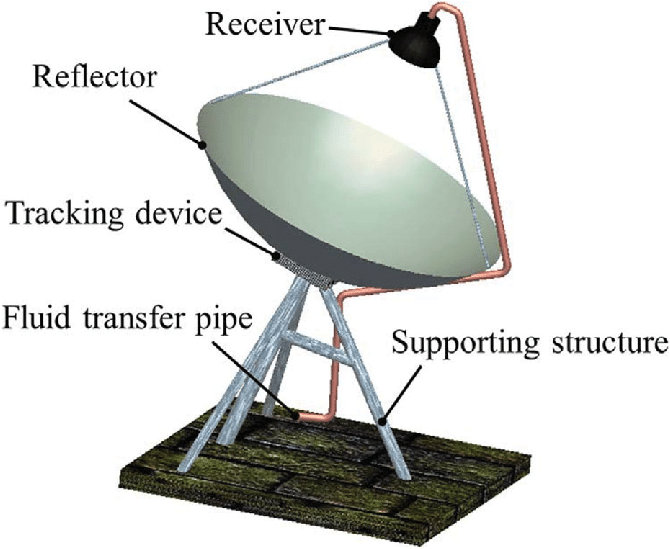 Receiver
Reflector
Tracking device
Fluid transfer pipe
Supporting structure